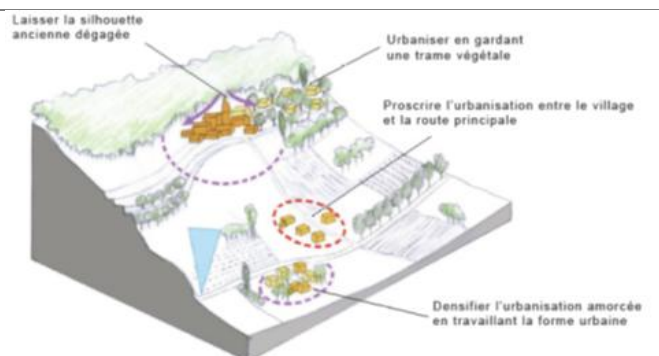 Laisser la silhouette
ancienne dégagée
Urbaniser en gardant
une trame végétale
Proscrire l'urbanisation entre le village
et la route principale
Densifier l'urbanisation amorcée
en travaillant la forme urbaine